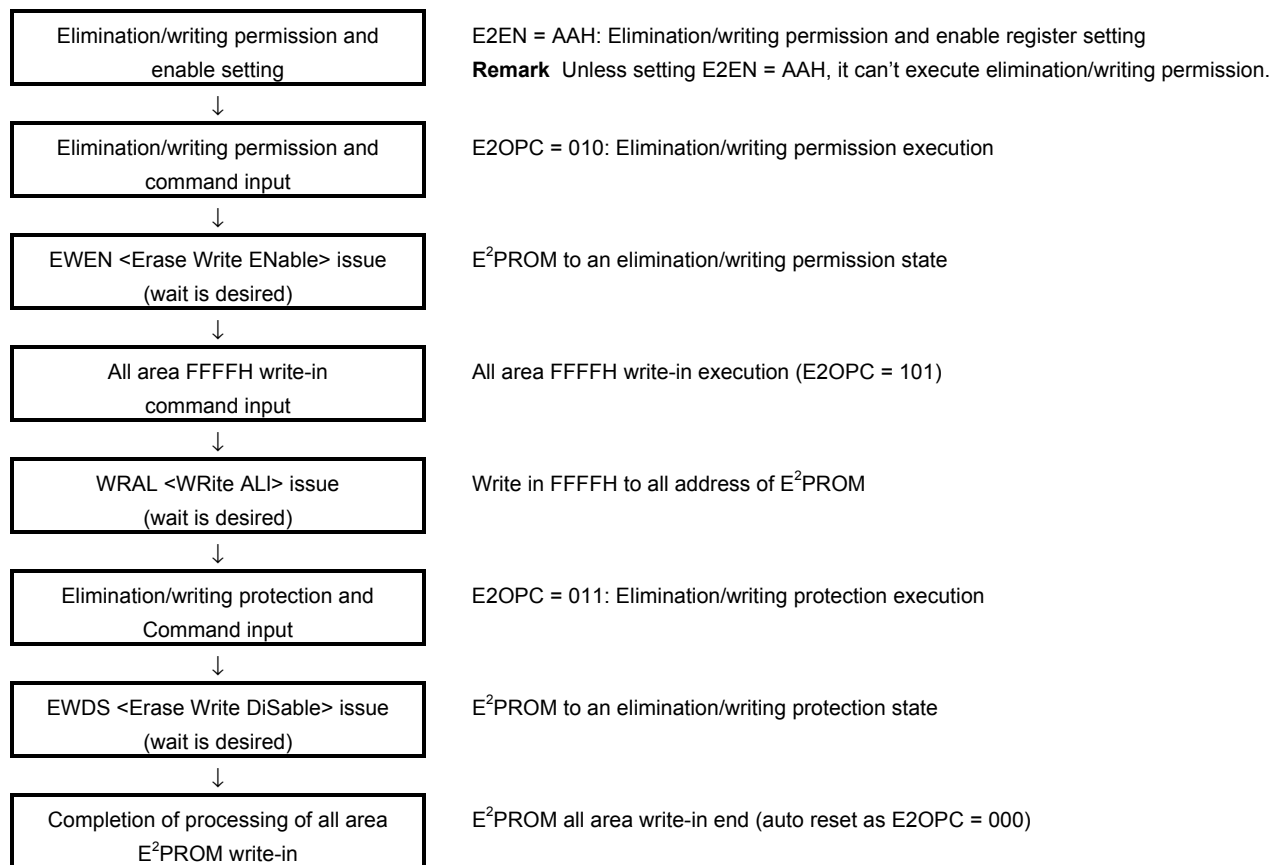 Elimination/writing permission and
enable setting
E2EN = AAH: Elimination/writing permission and enable register setting
Remark Unless setting E2EN = AAH, it can't execute elimination/writing permission.
↓
Elimination/writing permission and
command input
E2OPC = 010: Elimination/writing permission execution
↓
EWEN <Erase Write ENable> issue
(wait is desired)
E²PROM to an elimination/writing permission state
↓
All area FFFFH write-in
command input
All area FFFFH write-in execution (E2OPC = 101)
↓
WRAL <WRite ALl> issue
(wait is desired)
Write in FFFFH to all address of E²PROM
↓
Elimination/writing protection and
Command input
E2OPC = 011: Elimination/writing protection execution
↓
EWDS <Erase Write DiSable> issue
(wait is desired)
E²PROM to an elimination/writing protection state
↓
Completion of processing of all area
E²PROM write-in
E²PROM all area write-in end (auto reset as E2OPC = 000)